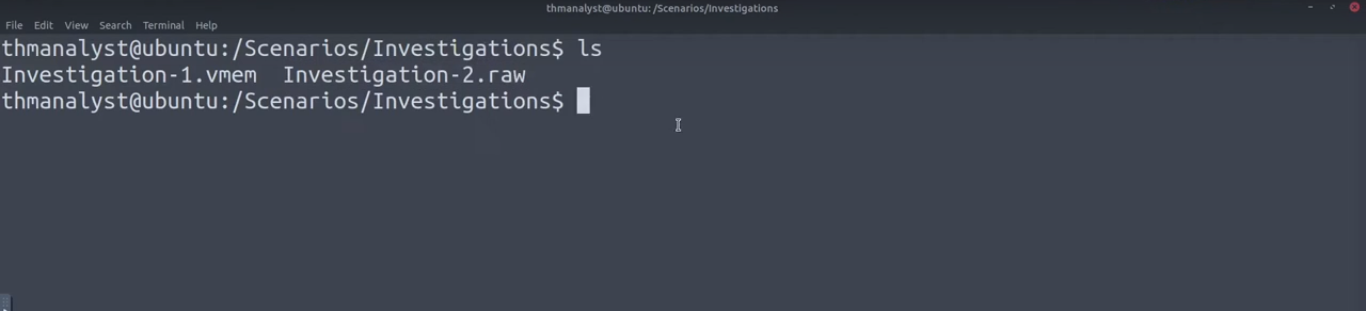 thmanalyst@ubuntu: /Scenarios/Investigations
File Edit View Search Terminal Help
thmanalyst@ubuntu:/Scenarios/Investigations$ ls
Investigation-1.vmem  Investigation-2.raw
thmanalyst@ubuntu:/Scenarios/Investigations$